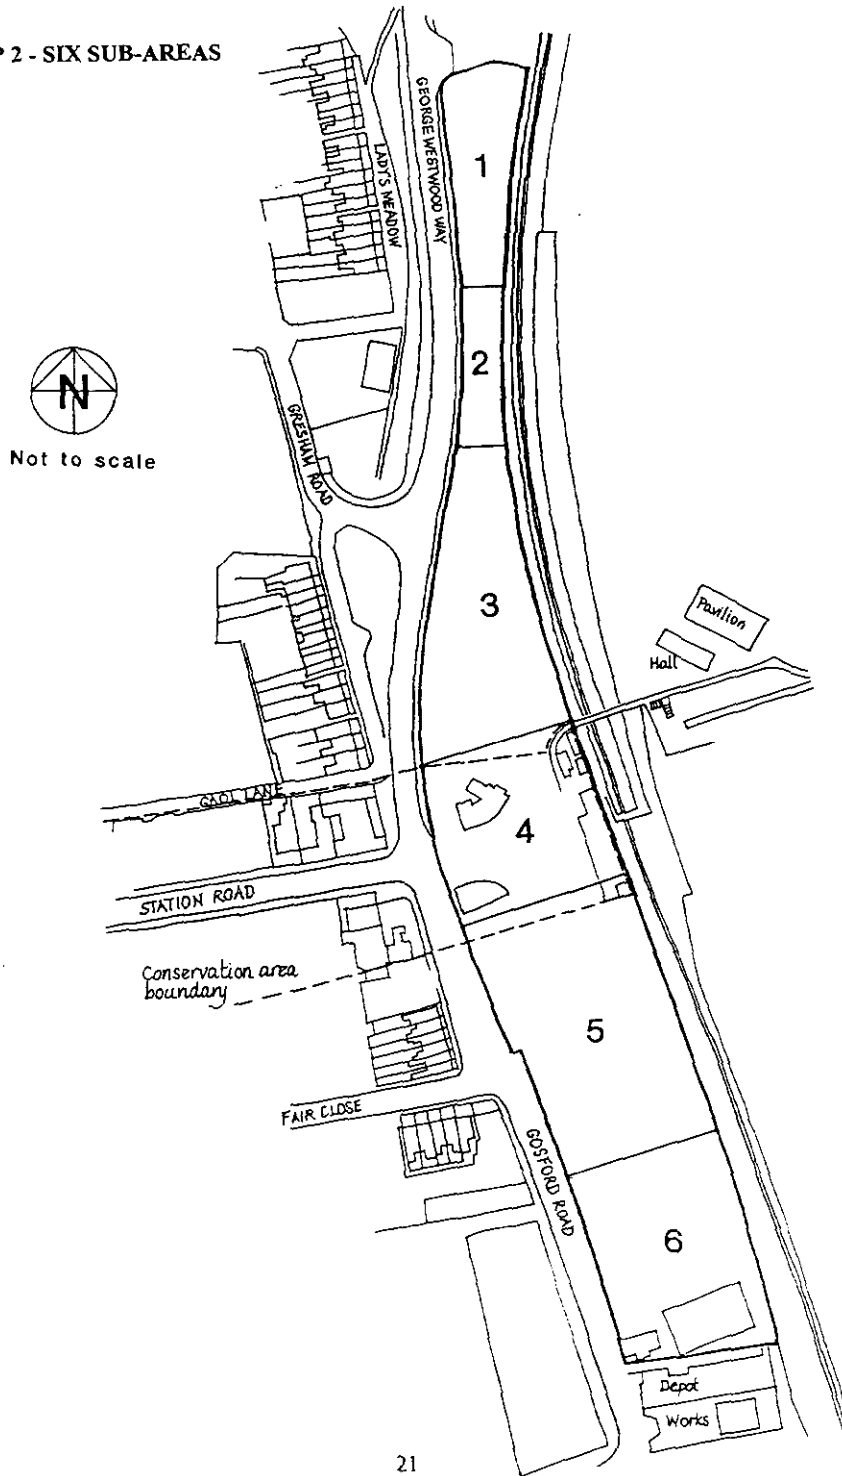 2 - SIX SUB-AREAS
GEORGE WESTWOOD WAY
1
LADY'S MEADOW
2
N
Not to scale
GRESHAM ROAD
3
Pavilion
Hall
GAOL LANE
4
STATION ROAD
Conservation area
boundary
5
FAIR CLOSE
GOSFORD ROAD
6
Depot
Works
21